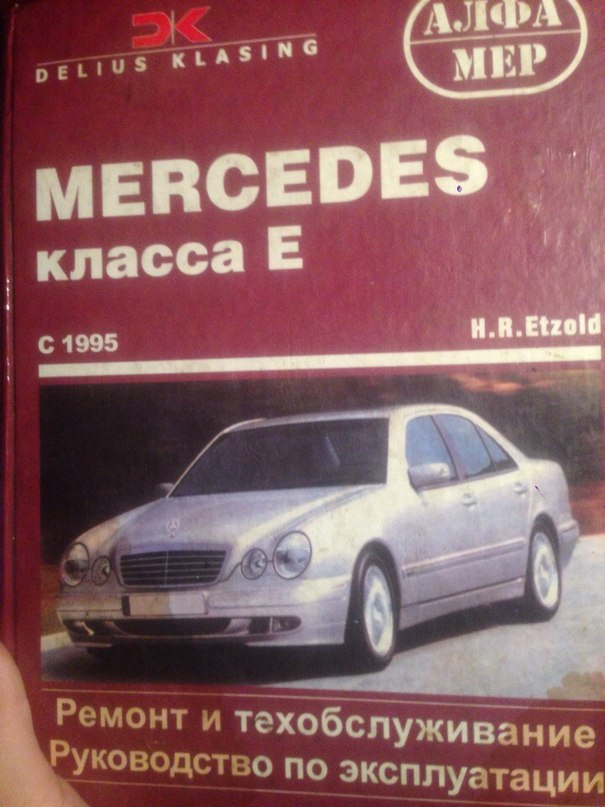 DELIUS KLASING
АЛФА
МЕР
MERCEDES
класса Е
С 1995
H.R.Etzold
Ремонт и техобслуживание
Руководство по эксплуатации